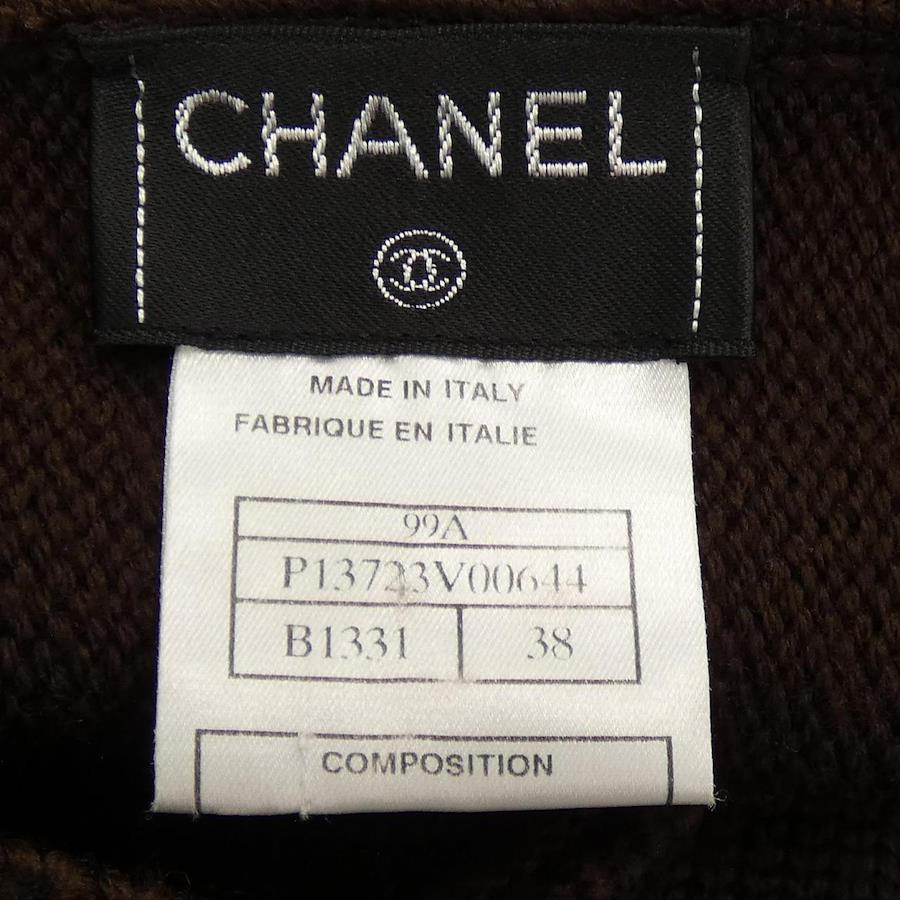 CHANEL
MADE IN ITALY
FABRIQUE EN ITALIE
99A
P13723V00644
B1331 38
COMPOSITION